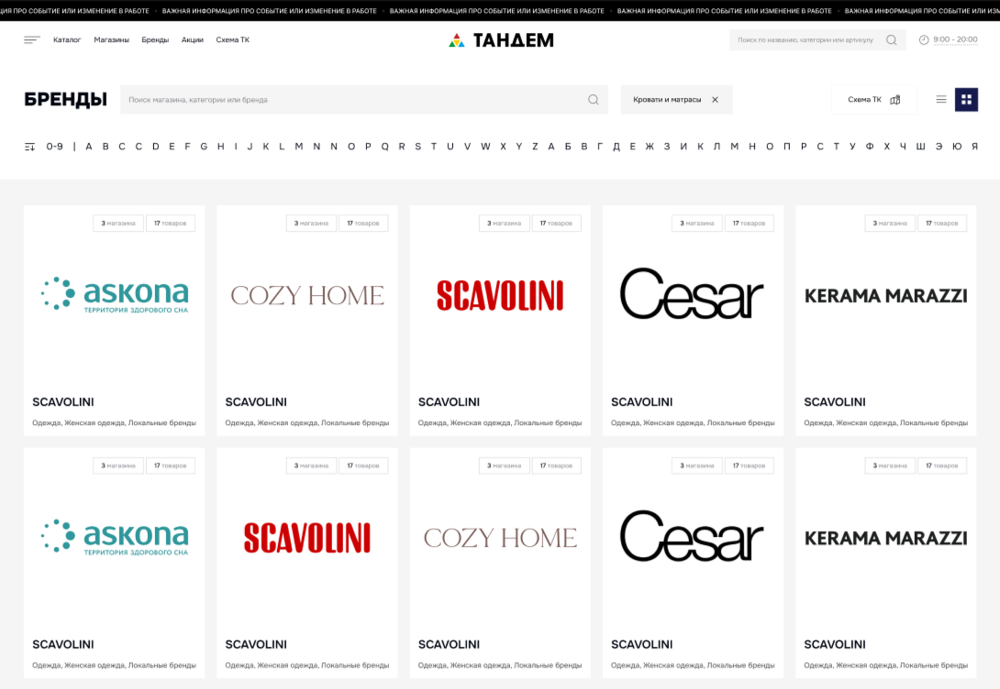 ЦИЯ ПРО СОБЫТИЕ ИЛИ ИЗМЕНЕНИЕ В РАБОТЕ • ВАЖНАЯ ИНФОРМАЦИЯ ПРО СОБЫТИЕ ИЛИ ИЗМЕНЕНИЕ В РАБОТЕ • ВАЖНАЯ ИНФОРМАЦИЯ ПРО СОБЫТИЕ ИЛИ ИЗМЕНЕНИЕ В РАБОТЕ • ВАЖНАЯ ИНФОРМАЦИЯ ПРО СОБЫТИЕ ИЛИ ИЗМЕНЕНИЕ В РАБОТЕ • ВАЖНАЯ ИНФОРМАЦИЯ ПРО СОБЫТИЕ ИЛИ ИЗМ
Каталог Магазины Бренды Акции Схема ТК ТАНДЕМ Поиск по названию, категории или артикулу 9:00 - 20:00
БРЕНДЫ Поиск магазина, категории или бренда Кровати и матрасы × Схема ТК
0-9 | A B C C D E F G H I J K L M N N O P Q R S T U V W X Y Z А Б В Г Д Е Ж З И К Л М Н О П Р С Т У Ф Х Ч Ш Э Ю Я
3 магазина 17 товаров 3 магазина 17 товаров 3 магазина 17 товаров 3 магазина 17 товаров 3 магазина 17 товаров
askona COZY HOME SCAVOLINI Cesar KERAMA MARAZZI
ТЕРРИТОРИЯ ЗДОРОВОГО СНА
SCAVOLINI SCAVOLINI SCAVOLINI SCAVOLINI SCAVOLINI
Одежда, Женская одежда, Локальные бренды Одежда, Женская одежда, Локальные бренды Одежда, Женская одежда, Локальные бренды Одежда, Женская одежда, Локальные бренды Одежда, Женская одежда, Локальные бренды
3 магазина 17 товаров 3 магазина 17 товаров 3 магазина 17 товаров 3 магазина 17 товаров 3 магазина 17 товаров
askona SCAVOLINI COZY HOME Cesar KERAMA MARAZZI
ТЕРРИТОРИЯ ЗДОРОВОГО СНА
SCAVOLINI SCAVOLINI SCAVOLINI SCAVOLINI SCAVOLINI
Одежда, Женская одежда, Локальные бренды Одежда, Женская одежда, Локальные бренды Одежда, Женская одежда, Локальные бренды Одежда, Женская одежда, Локальные бренды Одежда, Женская одежда, Локальные бренды